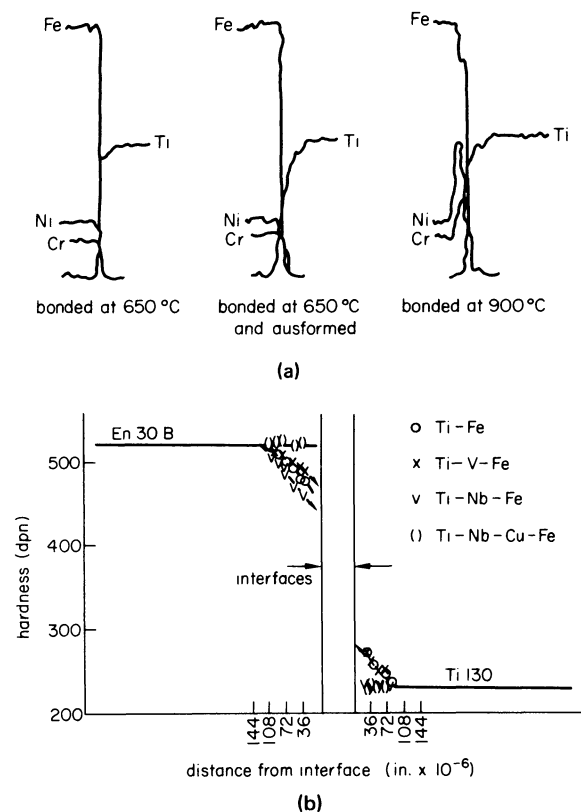 Fe
Ti
Ni
Cr
bonded at 650 °C
Fe
Ti
Ni
Cr
bonded at 650 °C
and ausformed
Fe
Ti
Ni
Cr
bonded at 900°C
(a)
En 30 B
500
400
300
200
hardness (dpn)
interfaces
Ti - Fe
Ti - V - Fe
Ti - Nb - Fe
Ti - Nb - Cu - Fe
Ti 130
144
108
72
36
36
72
108
144
distance from interface (in. x 10⁻⁶)
(b)